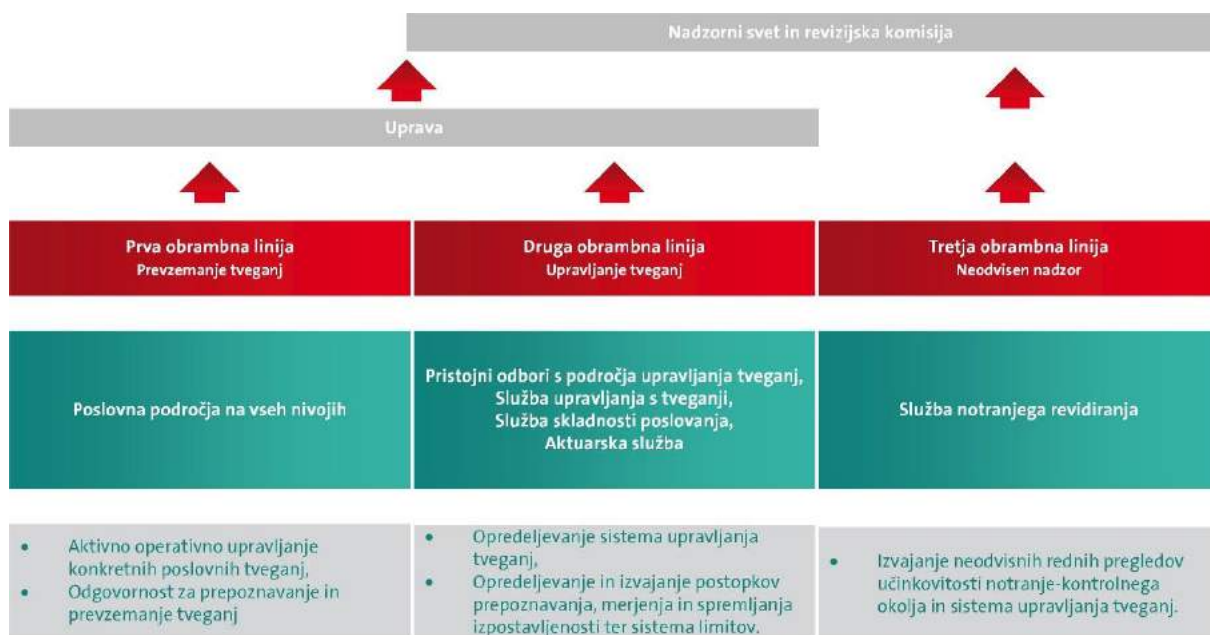 Nadzorni svet in revizijska komisija
Uprava
Prva obrambna linija
Prevzemanje tveganj
Druga obrambna linija
Upravljanje tveganj
Tretja obrambna linija
Neodvisen nadzor
Poslovna področja na vseh nivojih
Pristojni odbori s področja upravljanja tveganj,
Služba upravljanja s tveganji,
Služba skladnosti poslovanja,
Aktuarska služba
Služba notranjega revidiranja
• Aktivno operativno upravljanje
konkretnih poslovnih tveganj,
• Odgovornost za prepoznavanje in
prevzemanje tveganj
• Opredeljevanje sistema upravljanja
tveganj,
• Opredeljevanje in izvajanje postopkov
prepoznavanja, merjenja in spremljanja
izpostavljenosti ter sistema limitov.
• Izvajanje neodvisnih rednih pregledov
učinkovitosti notranje-kontrolnega
okolja in sistema upravljanja tveganj.